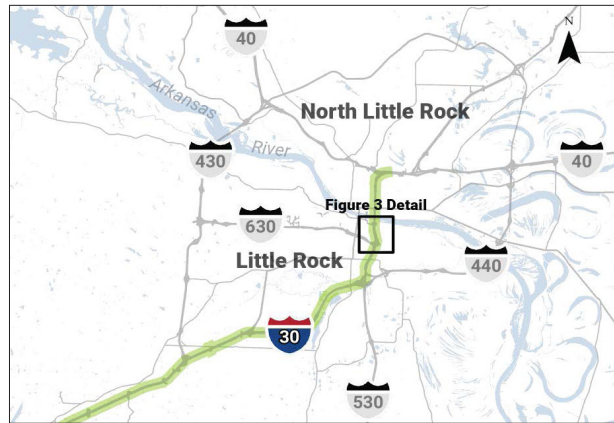 N
40
Arkansas
North Little Rock
430
River
40
Figure 3 Detail
630
Little Rock
440
30
530